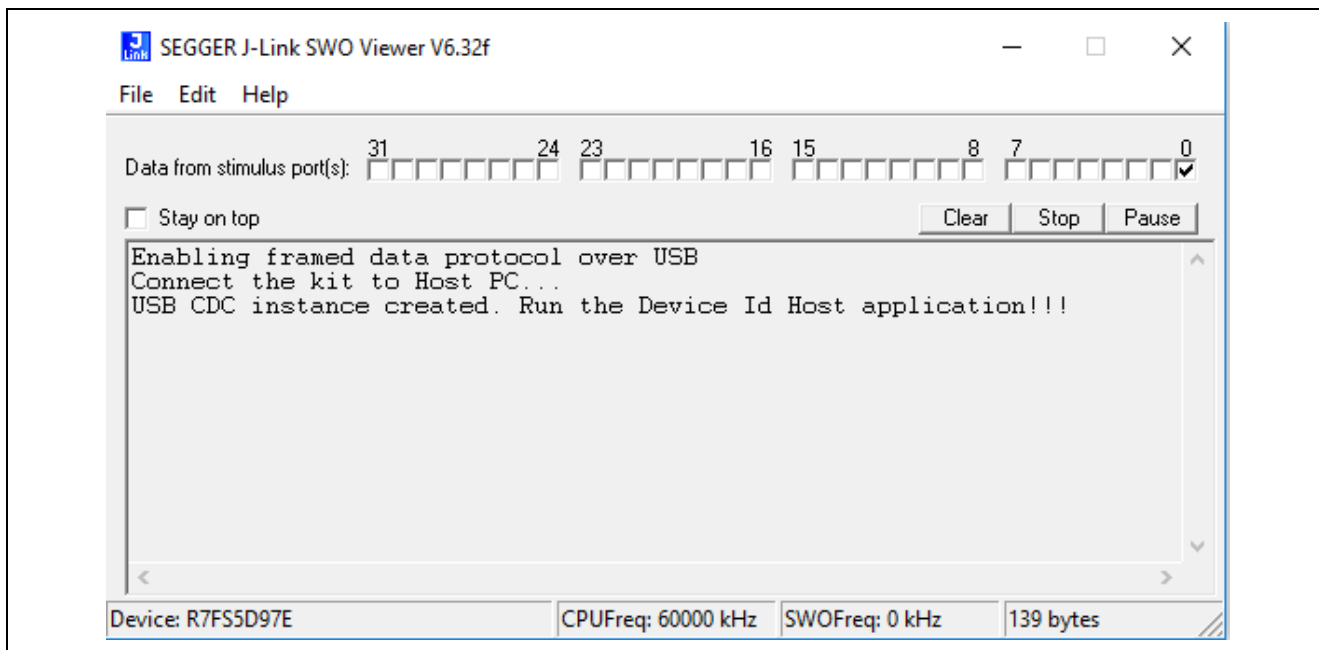 J Link SEGGER J-Link SWO Viewer V6.32f
File Edit Help
31 24 23 16 15 8 7 0
Data from stimulus port(s):
Stay on top Clear Stop Pause
Enabling framed data protocol over USB
Connect the kit to Host PC...
USB CDC instance created. Run the Device Id Host application!!!
Device: R7FS5D97E CPUFreq: 60000 kHz SWOFreq: 0 kHz 139 bytes